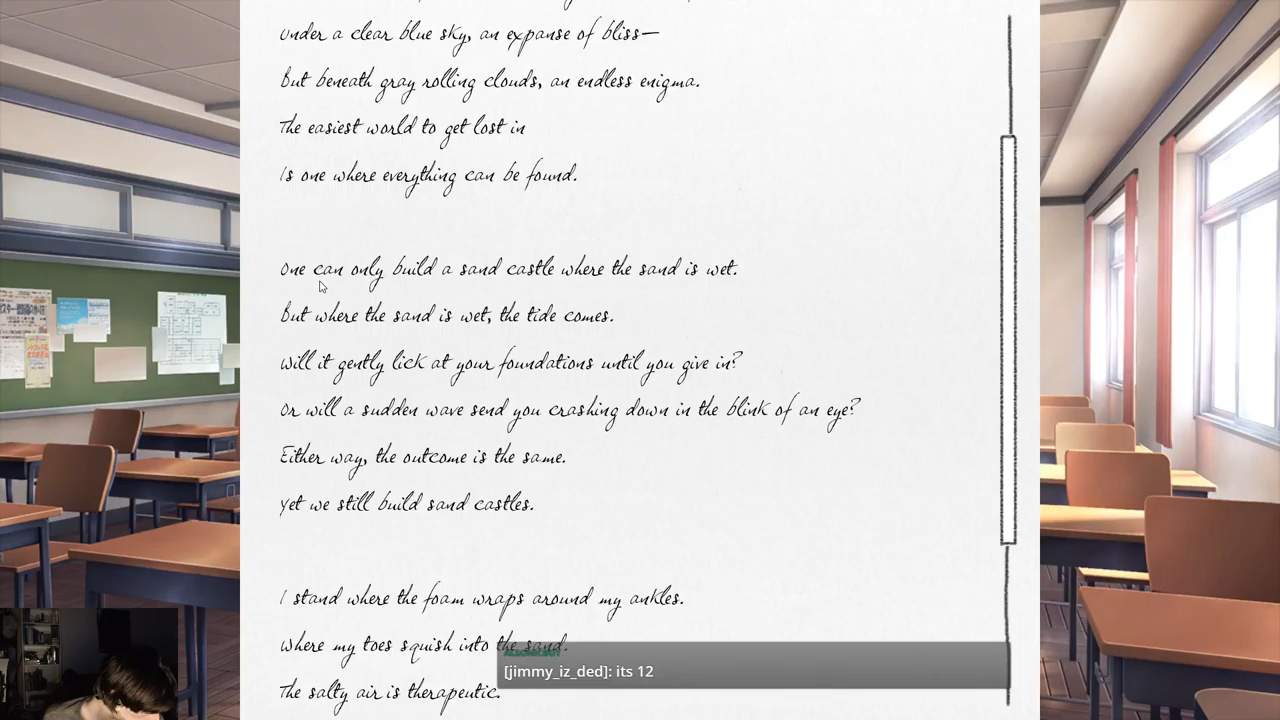 Under a clear blue sky, an expanse of bliss—
But beneath gray rolling clouds, an endless enigma.
The easiest world to get lost in
Is one where everything can be found.
One can only build a sand castle where the sand is wet.
But where the sand is wet, the tide comes.
Will it gently lick at your foundations until you give in?
Or will a sudden wave send you crashing down in the blink of an eye?
Either way, the outcome is the same.
Yet we still build sand castles.
I stand where the foam wraps around my ankles.
Where my toes squish into the sand.
[jimmy_iz_ded]: its 12
The salty air is therapeutic.